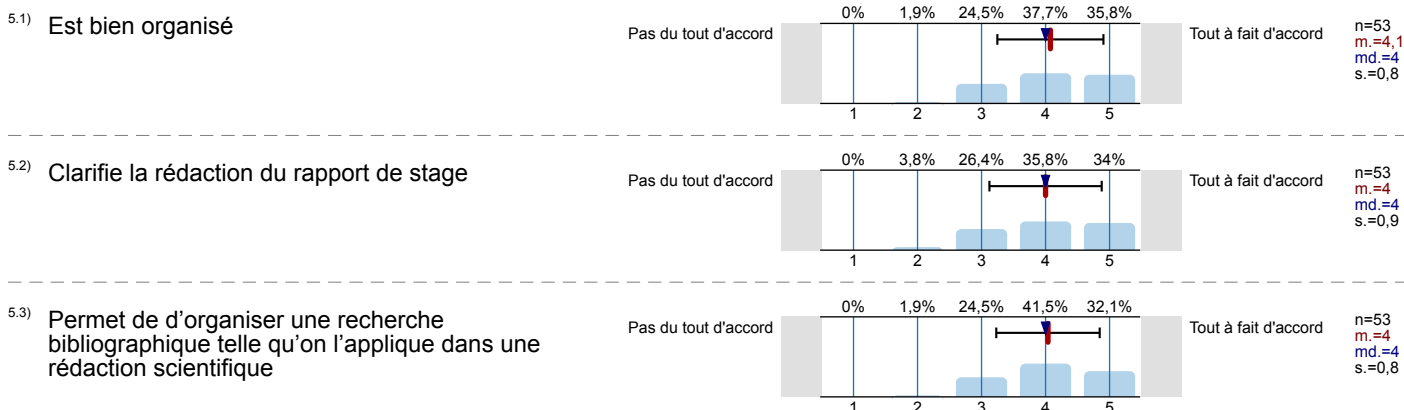 0% 1,9% 24,5% 37,7% 35,8%
5.1) Est bien organisé
Pas du tout d'accord
Tout à fait d'accord
n=53
m.=4,1
md.=4
s.=0,8
1 2 3 4 5
0% 3,8% 26,4% 35,8% 34%
5.2) Clarifie la rédaction du rapport de stage
Pas du tout d'accord
Tout à fait d'accord
n=53
m.=4
md.=4
s.=0,9
1 2 3 4 5
0% 1,9% 24,5% 41,5% 32,1%
5.3) Permet de d'organiser une recherche
bibliographique telle qu'on l'applique dans une
rédaction scientifique
Pas du tout d'accord
Tout à fait d'accord
n=53
m.=4
md.=4
s.=0,8
1 2 3 4 5